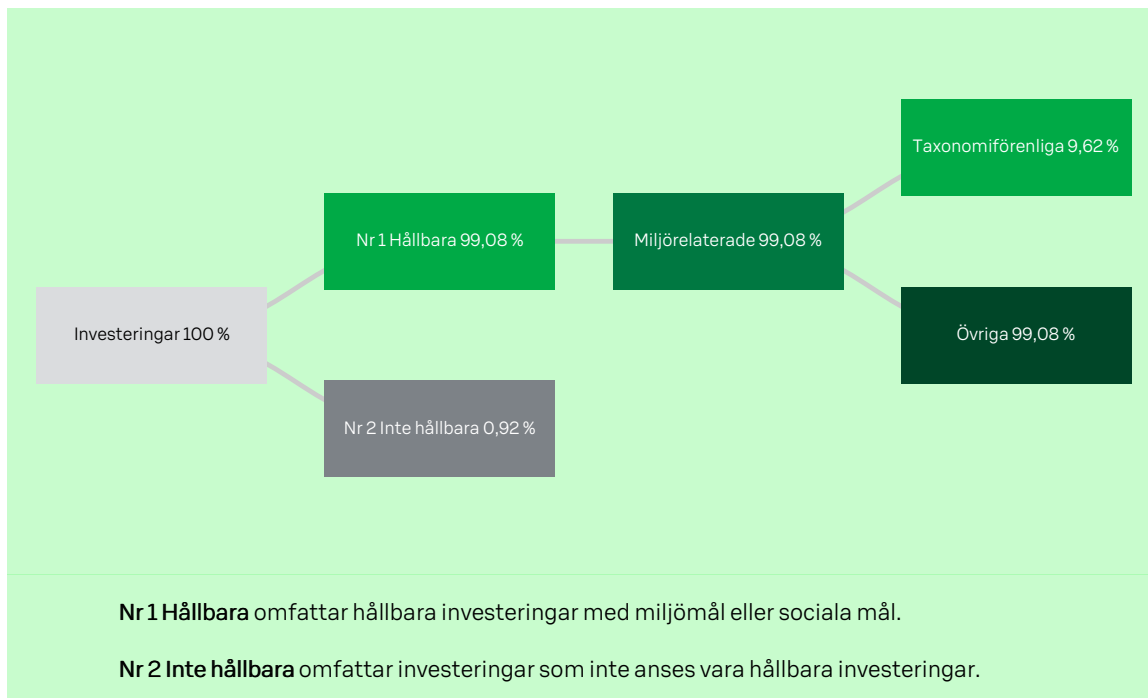 Taxonomiförenliga 9,62 %
Nr 1 Hållbara 99,08 %
Miljörelaterade 99,08 %
Investeringar 100 %
Övriga 99,08 %
Nr 2 Inte hållbara 0,92 %
Nr 1 Hållbara omfattar hållbara investeringar med miljömål eller sociala mål.
Nr 2 Inte hållbara omfattar investeringar som inte anses vara hållbara investeringar.